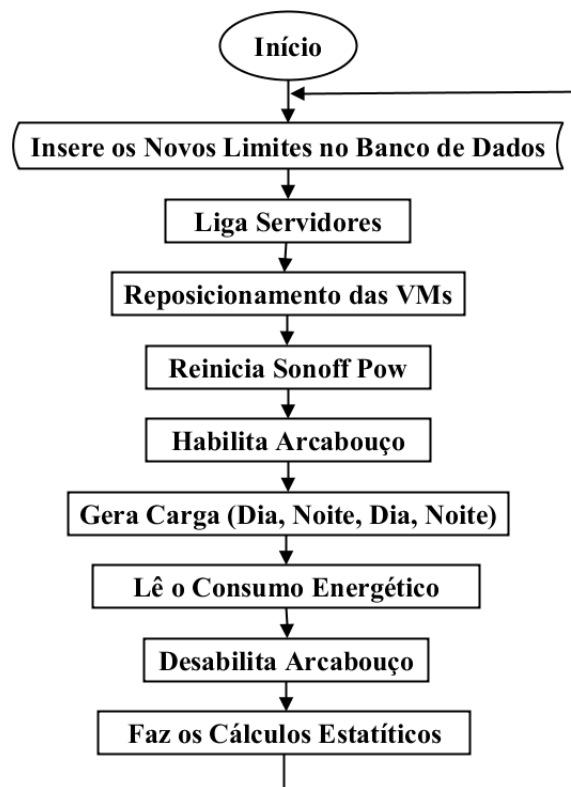 Início
Insere os Novos Limites no Banco de Dados
Liga Servidores
Reposicionamento das VMs
Reinicia Sonoff Pow
Habilita Arcabouço
Gera Carga (Dia, Noite, Dia, Noite)
Lê o Consumo Energético
Desabilita Arcabouço
Faz os Cálculos Estatíticos